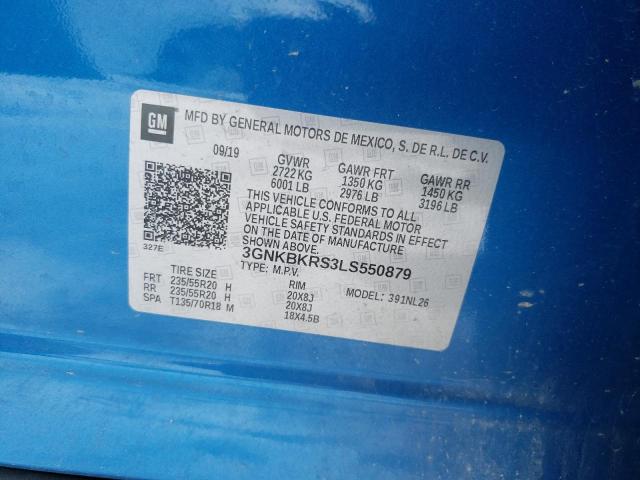 GM
MFD BY GENERAL MOTORS DE MEXICO, S. DE R.L. DE C.V.
09/19 GVWR GAWR FRT GAWR RR
2722 KG 1350 KG 1450 KG
6001 LB 2976 LB 3196 LB
THIS VEHICLE CONFORMS TO ALL
APPLICABLE U.S. FEDERAL MOTOR
VEHICLE SAFETY STANDARDS IN EFFECT
ON THE DATE OF MANUFACTURE
SHOWN ABOVE.
327E
3GNKBKRS3LS550879
TYPE: M.P.V. MODEL: 391NL26
TIRE SIZE RIM
FRT 235/55R20 H 20X8J
RR 235/55R20 H 20X8J
SPA T135/70R18 M 18X4.5B